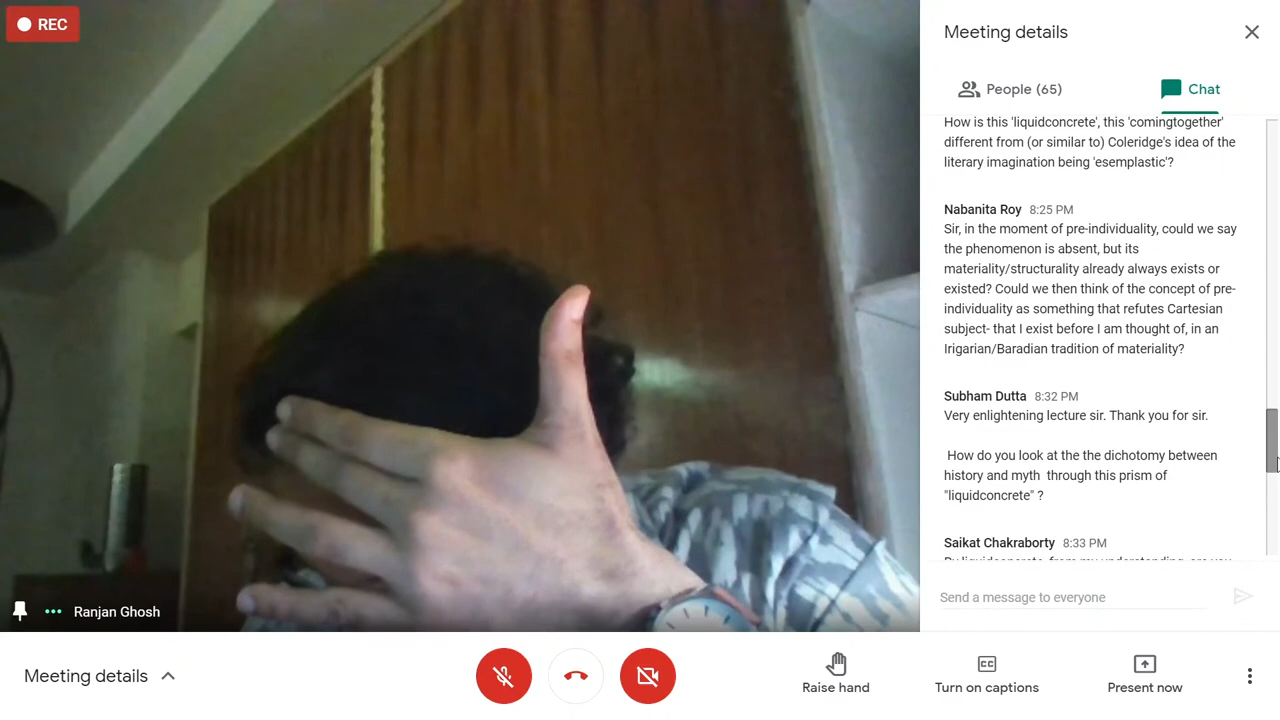 REC
Ranjan Ghosh
Meeting details
People (65)
Chat
How is this 'liquidconcrete', this 'comingtogether'
different from (or similar to) Coleridge's idea of the
literary imagination being 'esemplastic'?
Nabanita Roy 8:25 PM
Sir, in the moment of pre-individuality, could we say
the phenomenon is absent, but its
materiality/structurality already always exists or
existed? Could we then think of the concept of pre-
individuality as something that refutes Cartesian
subject- that I exist before I am thought of, in an
Irigarian/Baradian tradition of materiality?
Subham Dutta 8:32 PM
Very enlightening lecture sir. Thank you for sir.
How do you look at the the dichotomy between
history and myth through this prism of
"liquidconcrete" ?
Saikat Chakraborty 8:33 PM
Send a message to everyone
Meeting details
Raise hand
CC
Turn on captions
Present now